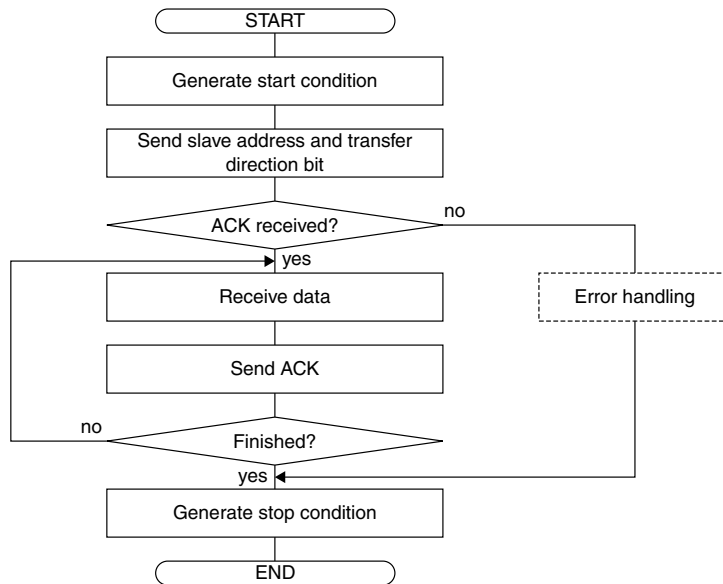 START
Generate start condition
Send slave address and transfer
direction bit
ACK received?
no
yes
Receive data
Error handling
Send ACK
no
Finished?
yes
Generate stop condition
END